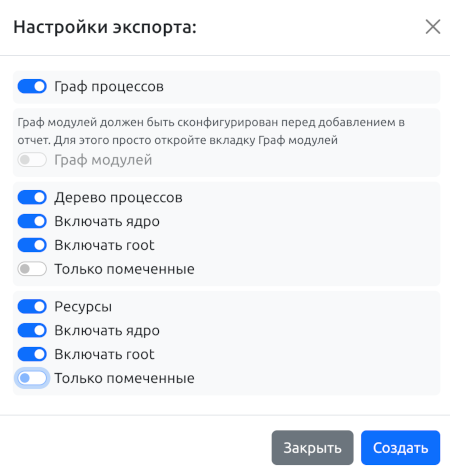 Настройки экспорта:
Граф процессов
Граф модулей должен быть сконфигурирован перед добавлением в
отчет. Для этого просто откройте вкладку Граф модулей
Граф модулей
Дерево процессов
Включать ядро
Включать root
Только помеченные
Ресурсы
Включать ядро
Включать root
Только помеченные
Закрыть Создать